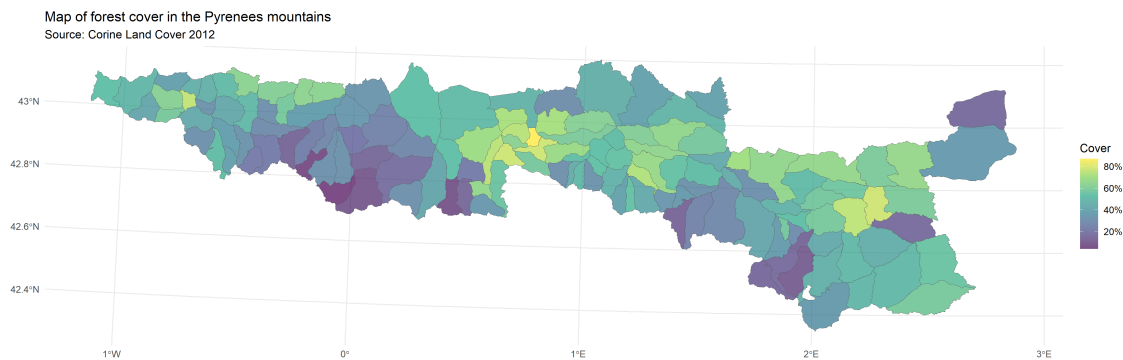 Map of forest cover in the Pyrenees mountains
Source: Corine Land Cover 2012
43°N
42.8°N
42.6°N
42.4°N
1°W
0°
1°E
2°E
3°E
Cover
80%
60%
40%
20%